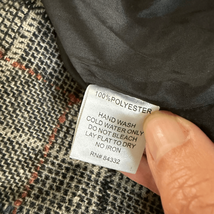 100% POLYESTER
HAND WASH
COLD WATER ONLY
DO NOT BLEACH
LAY FLAT TO DRY
NO IRON
RN# 84332